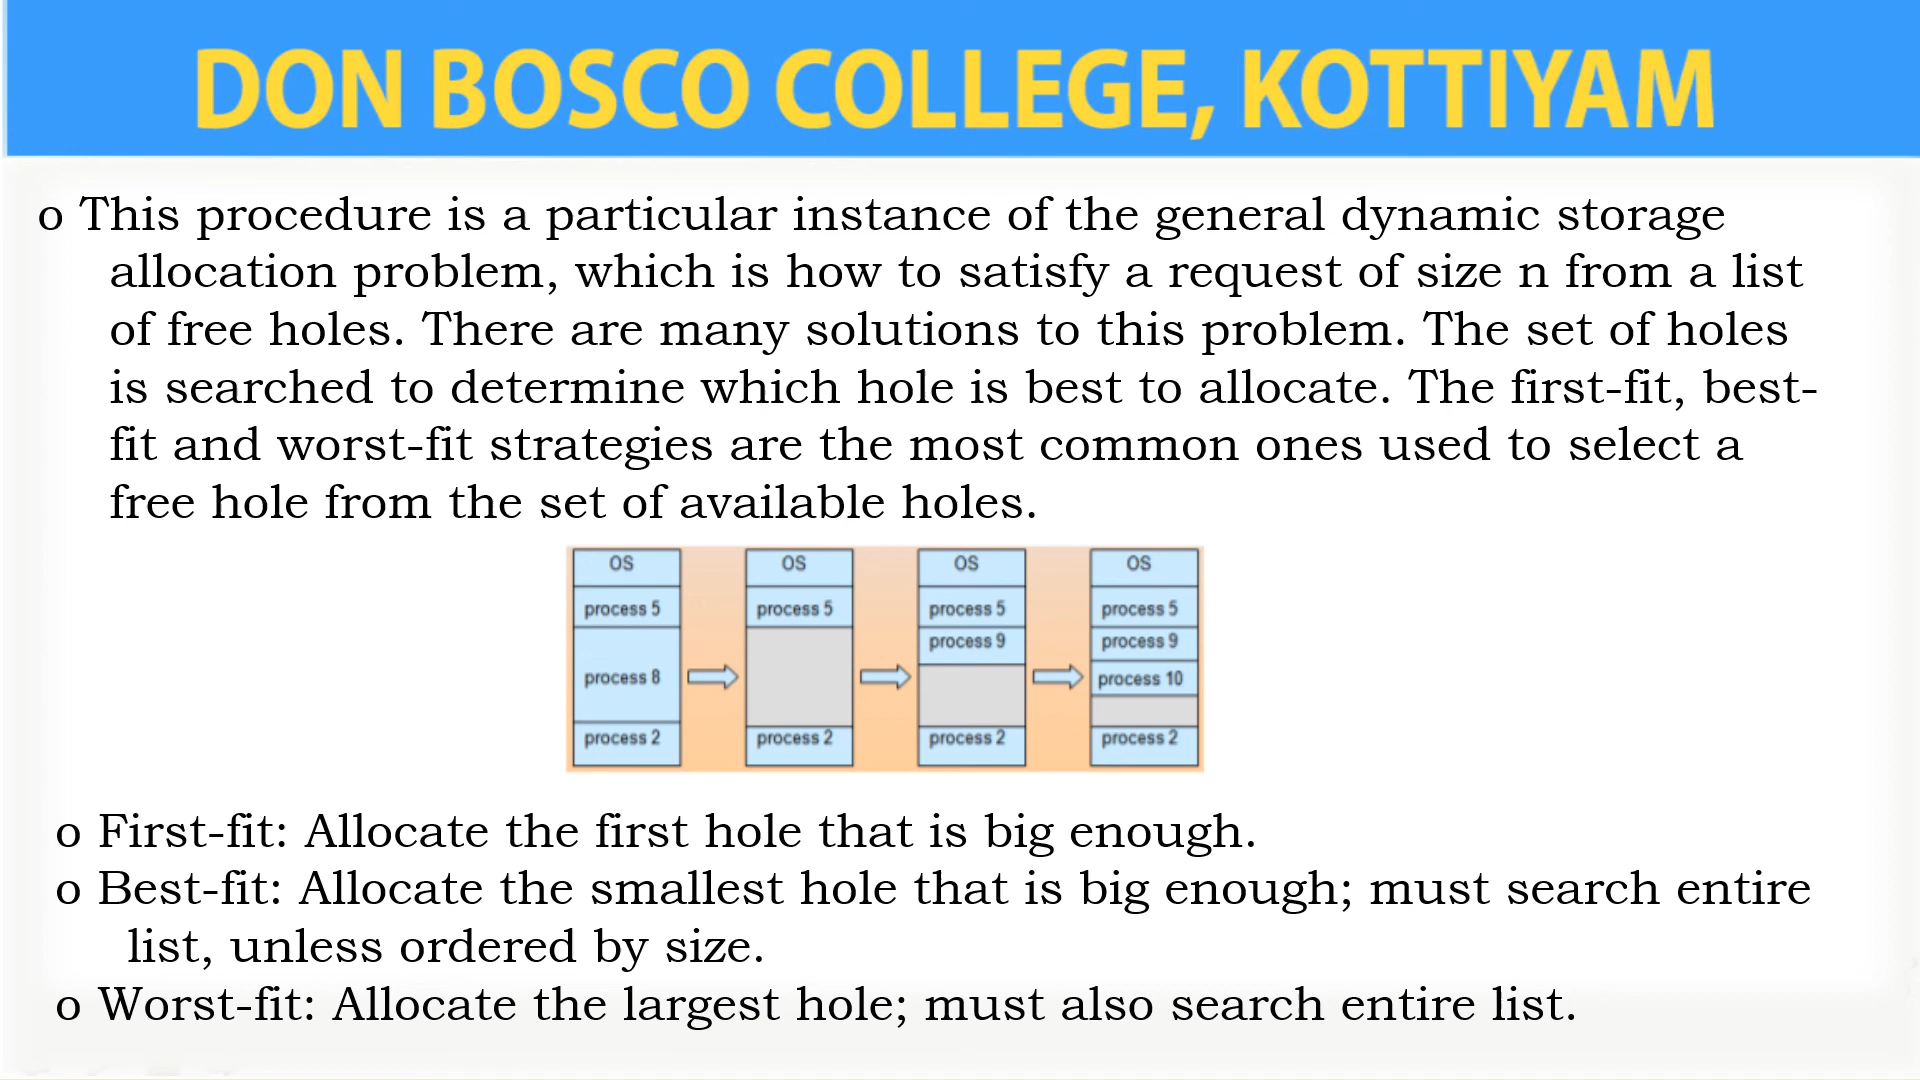 DON BOSCO COLLEGE, KOTTIYAM
o This procedure is a particular instance of the general dynamic storage
allocation problem, which is how to satisfy a request of size n from a list
of free holes. There are many solutions to this problem. The set of holes
is searched to determine which hole is best to allocate. The first-fit, best-
fit and worst-fit strategies are the most common ones used to select a
free hole from the set of available holes.
OS
process 5
process 8
process 2
OS
process 5
process 2
OS
process 5
process 9
process 2
OS
process 5
process 9
process 10
process 2
o First-fit: Allocate the first hole that is big enough.
o Best-fit: Allocate the smallest hole that is big enough; must search entire
list, unless ordered by size.
o Worst-fit: Allocate the largest hole; must also search entire list.